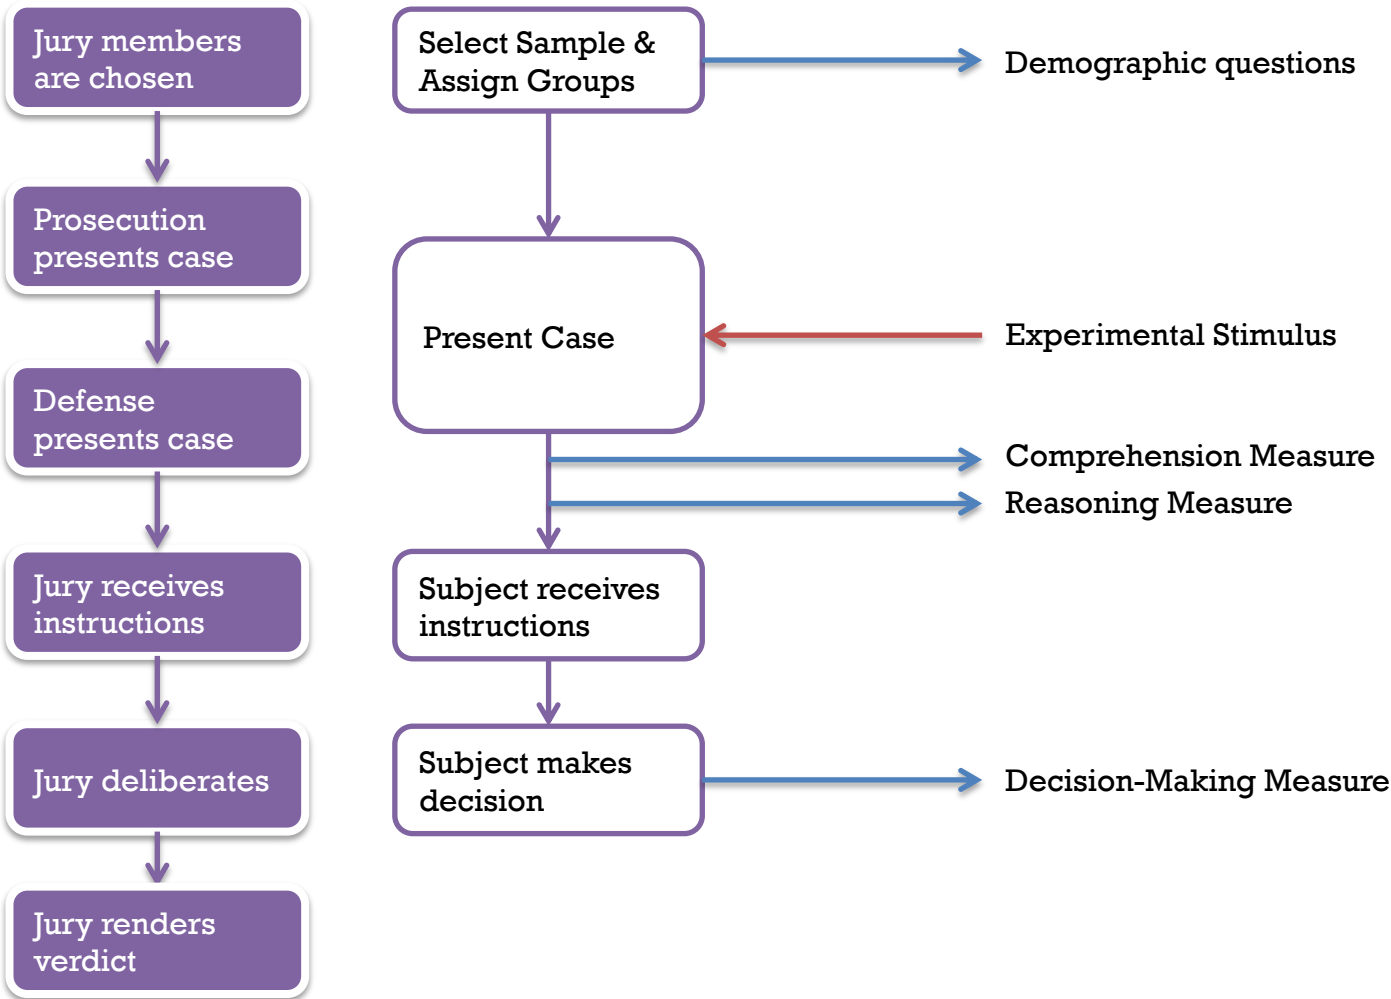 Jury members
are chosen
Prosecution
presents case
Defense
presents case
Jury receives
instructions
Jury deliberates
Jury renders
verdict
Select Sample &
Assign Groups
Present Case
Subject receives
instructions
Subject makes
decision
Demographic questions
Experimental Stimulus
Comprehension Measure
Reasoning Measure
Decision-Making Measure